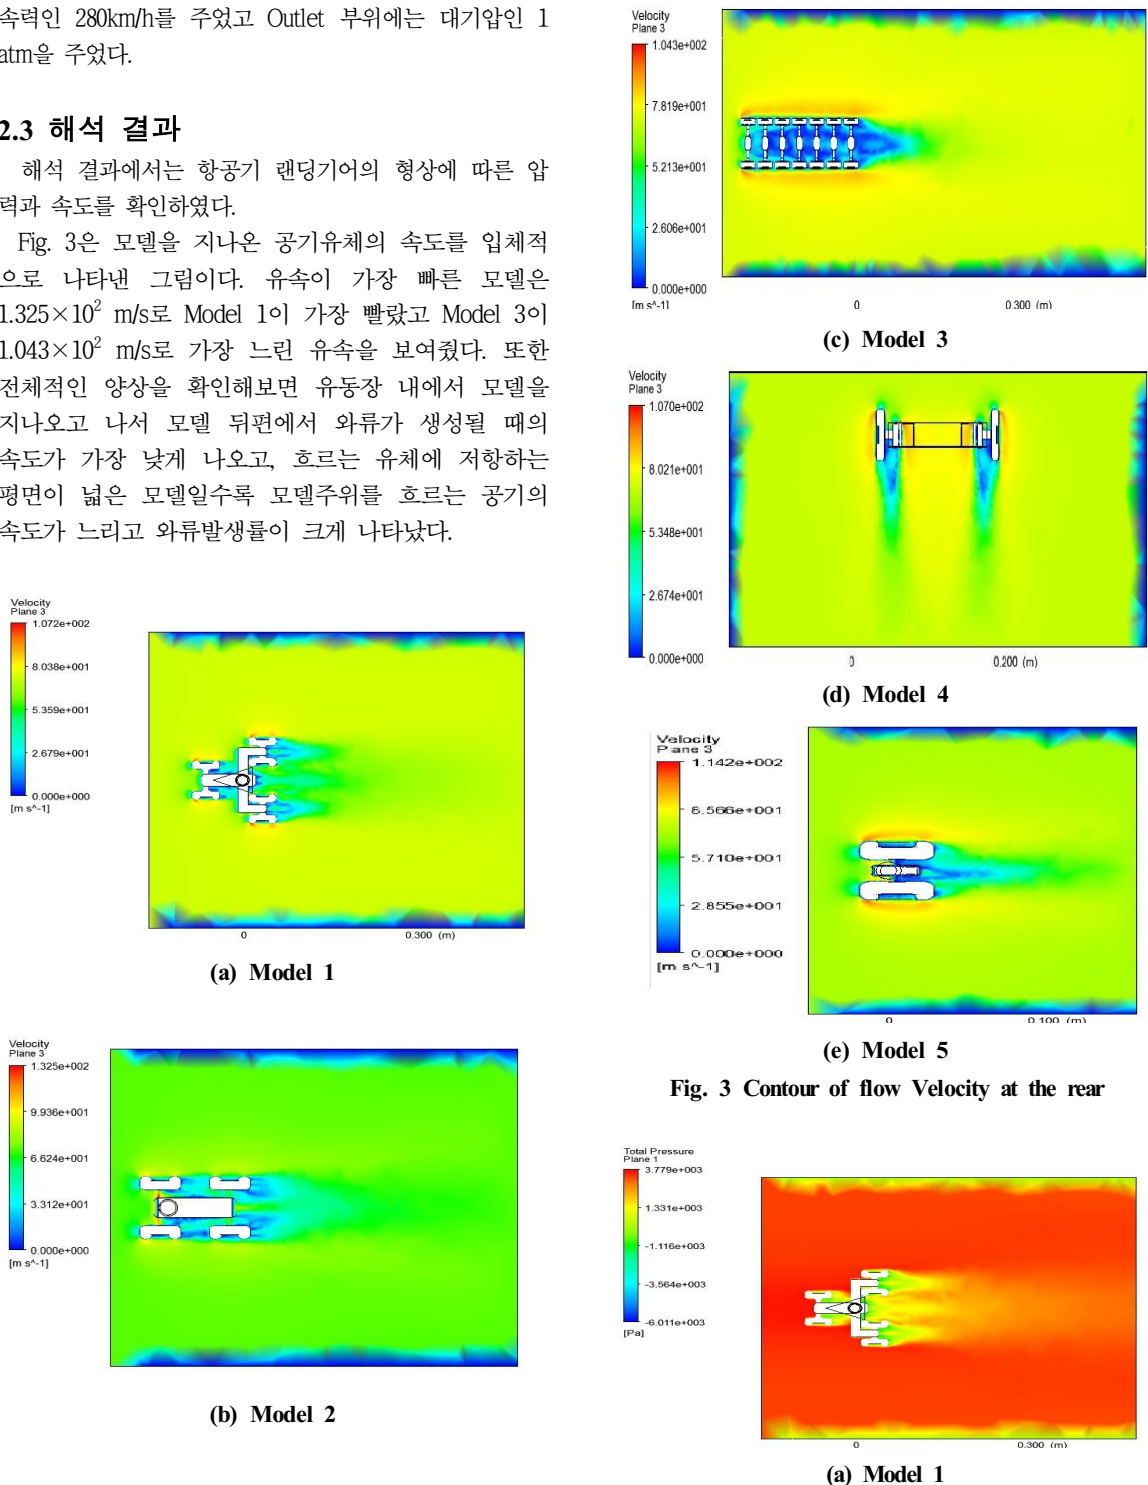 속력인 280km/h를 주었고 Outlet 부위에는 대기압인 1
atm을 주었다.
2.3 해석 결과
해석 결과에서는 항공기 랜딩기어의 형상에 따른 압
력과 속도를 확인하였다.
Fig. 3은 모델을 지나온 공기유체의 속도를 입체적
으로 나타낸 그림이다. 유속이 가장 빠른 모델은
1.325×10² m/s로 Model 1이 가장 빨랐고 Model 3이
1.043×10² m/s로 가장 느린 유속을 보여줬다. 또한
전체적인 양상을 확인해보면 유동장 내에서 모델을
지나오고 나서 모델 뒤편에서 와류가 생성될 때의
속도가 가장 낮게 나오고, 흐르는 유체에 저항하는
평면이 넓은 모델일수록 모델주위를 흐르는 공기의
속도가 느리고 와류발생률이 크게 나타났다.
Velocity
Plane 3
1.072e+002
8.038e+001
5.359e+001
2.679e+001
0.000e+000
[m s^-1]
0 0.300 (m)
(a) Model 1
Velocity
Plane 3
1.325e+002
9.936e+001
6.624e+001
3.312e+001
0.000e+000
[m s^-1]
(b) Model 2
Velocity
Plane 3
1.043e+002
7.819e+001
5.213e+001
2.606e+001
0.000e+000
[m s^-1]
0 0.300 (m)
(c) Model 3
Velocity
Plane 3
1.070e+002
8.021e+001
5.348e+001
2.674e+001
0.000e+000
0 0.200 (m)
(d) Model 4
Velocity
Plane 3
1.142e+002
8.566e+001
5.710e+001
2.855e+001
0.000e+000
[m s^-1]
0 0.100 (m)
(e) Model 5
Fig. 3 Contour of flow Velocity at the rear
Total Pressure
Plane 1
3.779e+003
1.331e+003
-1.116e+003
-3.564e+003
-6.011e+003
[Pa]
0 0.300 (m)
(a) Model 1